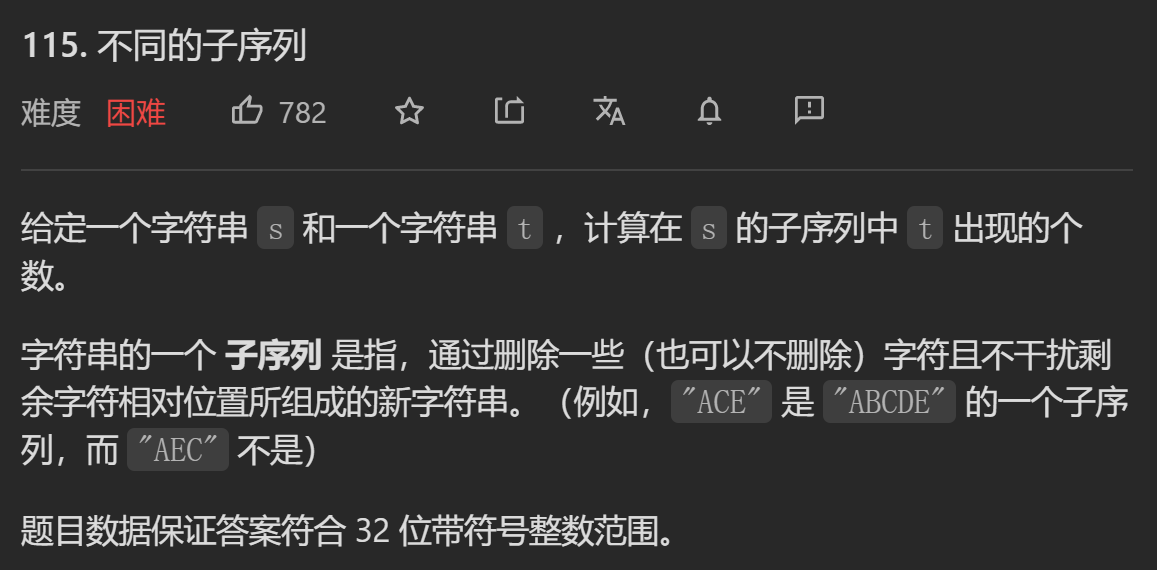 115. 不同的子序列
难度 困难 782
给定一个字符串 s 和一个字符串 t ，计算在 s 的子序列中 t 出现的个
数。
字符串的一个 子序列 是指，通过删除一些（也可以不删除）字符且不干扰剩
余字符相对位置所组成的新字符串。（例如，"ACE" 是 "ABCDE" 的一个子序
列，而 "AEC" 不是）
题目数据保证答案符合 32 位带符号整数范围。